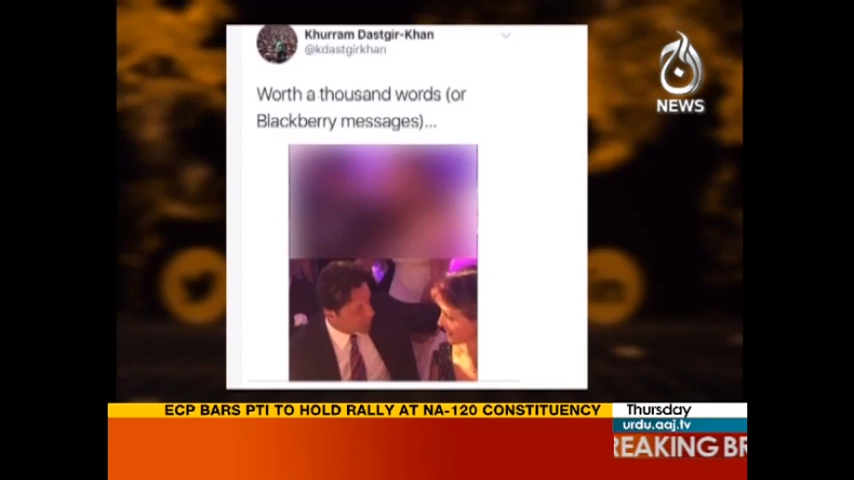 Khurram Dastgir-Khan
@kdastgirkhan
Worth a thousand words (or
Blackberry messages)...
NEWS
ECP BARS PTI TO HOLD RALLY AT NA-120 CONSTITUENCY
Thursday
urdu.aaj.tv
REAKING BR